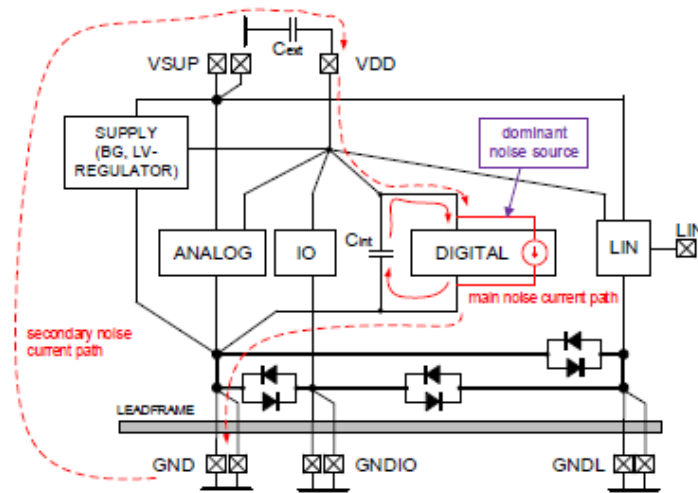 Cext
VSUP
VDD
SUPPLY
(BG, LV-
REGULATOR)
dominant
noise source
ANALOG
IO
Cint
DIGITAL
LIN
LIN
main noise current path
secondary noise
current path
LEADFRAME
GND
GNDIO
GNDL